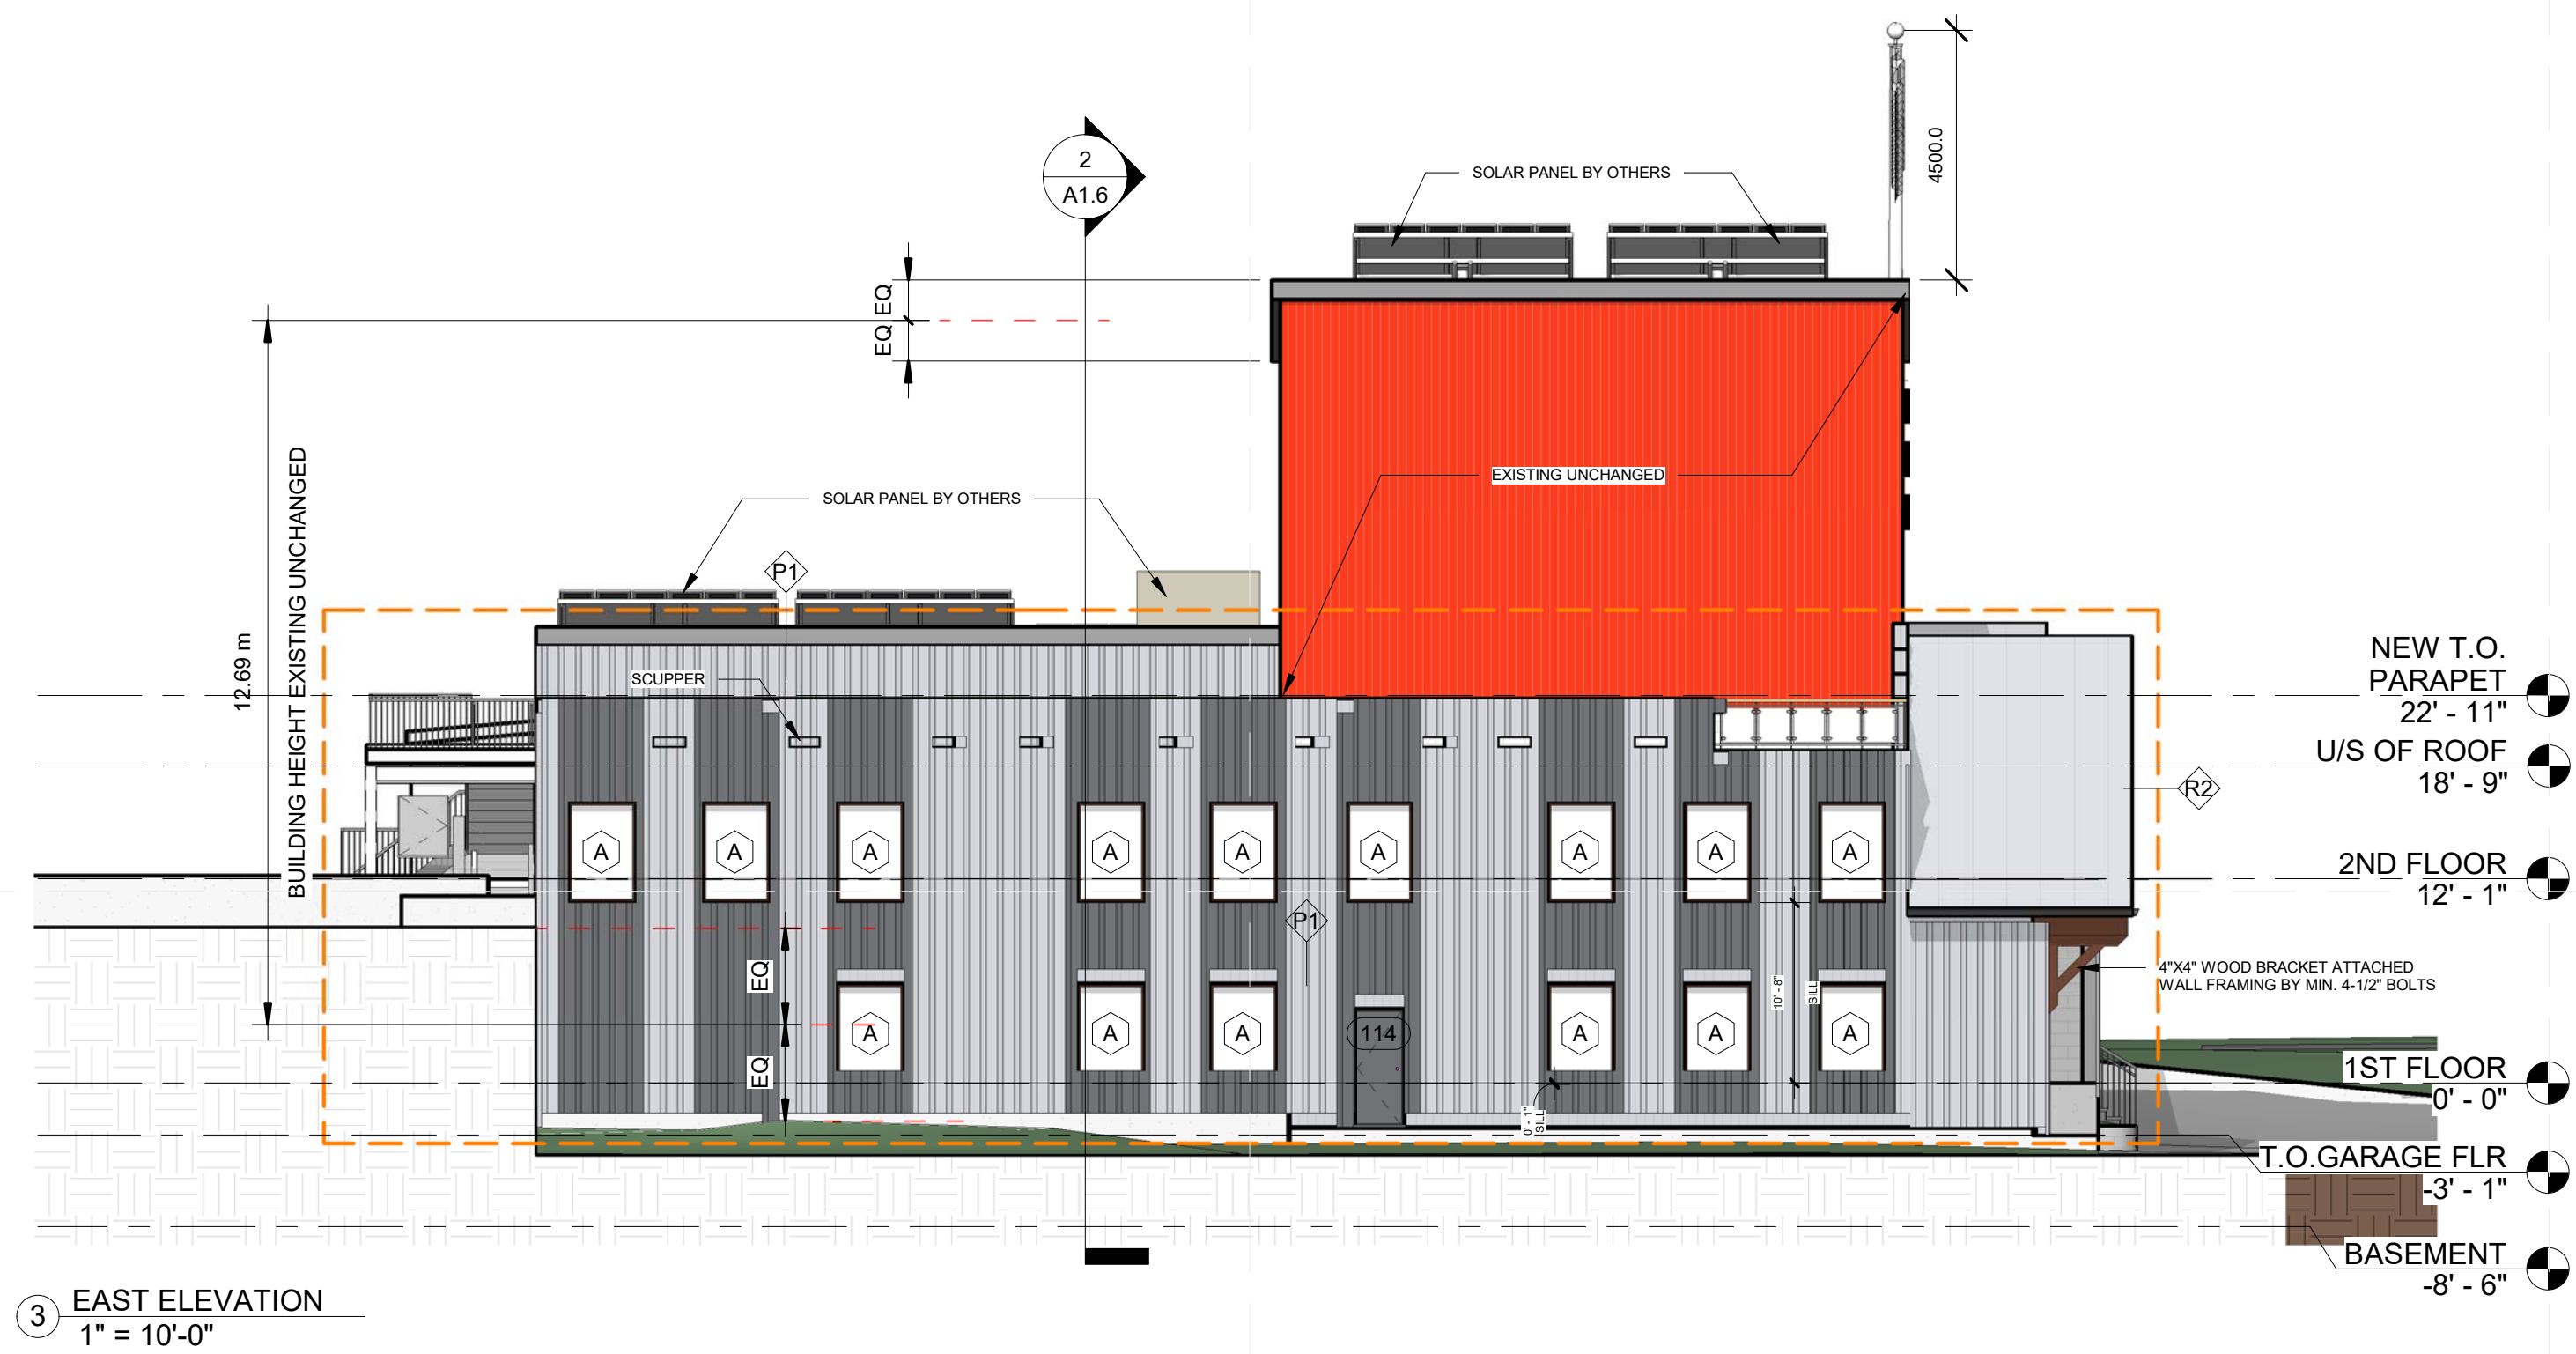 2
A1.6
4500.0
SOLAR PANEL BY OTHERS
EQ
EQ
EXISTING UNCHANGED
SOLAR PANEL BY OTHERS
P1
12.69 m
BUILDING HEIGHT EXISTING UNCHANGED
SCUPPER
NEW T.O.
PARAPET
22' - 11"
U/S OF ROOF
18' - 9"
R2
A
A
A
A
A
A
A
A
A
2ND FLOOR
12' - 1"
P1
EQ
4"X4" WOOD BRACKET ATTACHED
WALL FRAMING BY MIN. 4-1/2" BOLTS
10' - 8"
SILL
A
A
A
114
A
A
A
EQ
1ST FLOOR
0' - 0"
0' - 1"
SILL
T.O.GARAGE FLR
-3' - 1"
BASEMENT
-8' - 6"
3
EAST ELEVATION
1" = 10'-0"